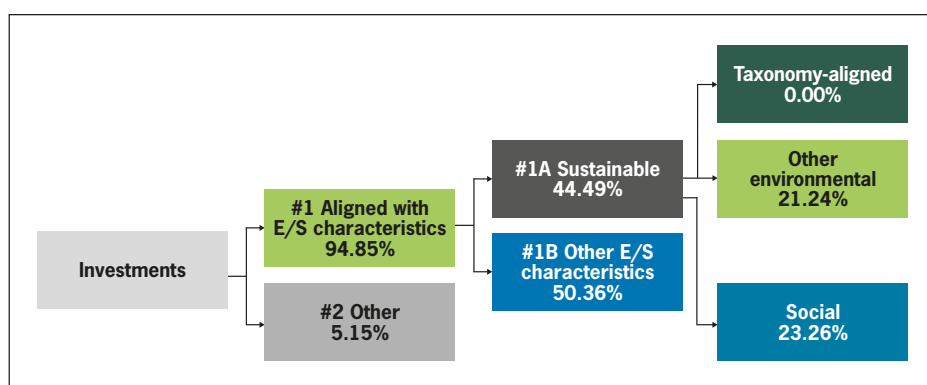 Investments
#1 Aligned with
E/S characteristics
94.85%
#2 Other
5.15%
#1A Sustainable
44.49%
#1B Other E/S
characteristics
50.36%
Taxonomy-aligned
0.00%
Other
environmental
21.24%
Social
23.26%